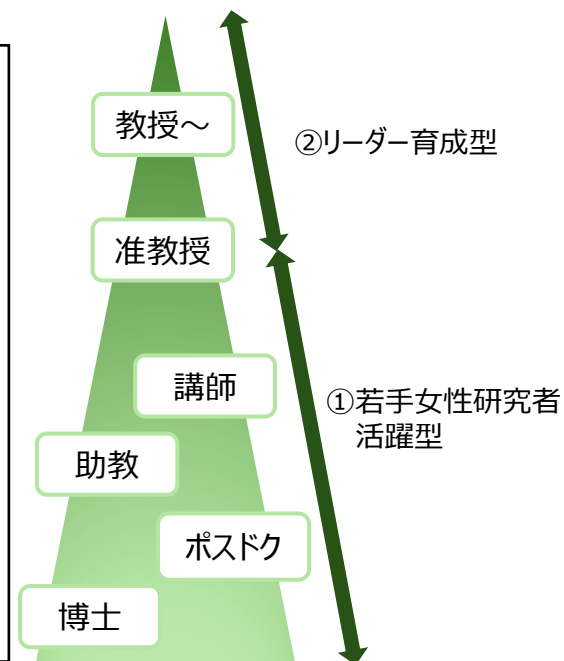 教授~
②リーダー育成型
准教授
講師
①若手女性研究者
活躍型
助教
ポスドク
博士